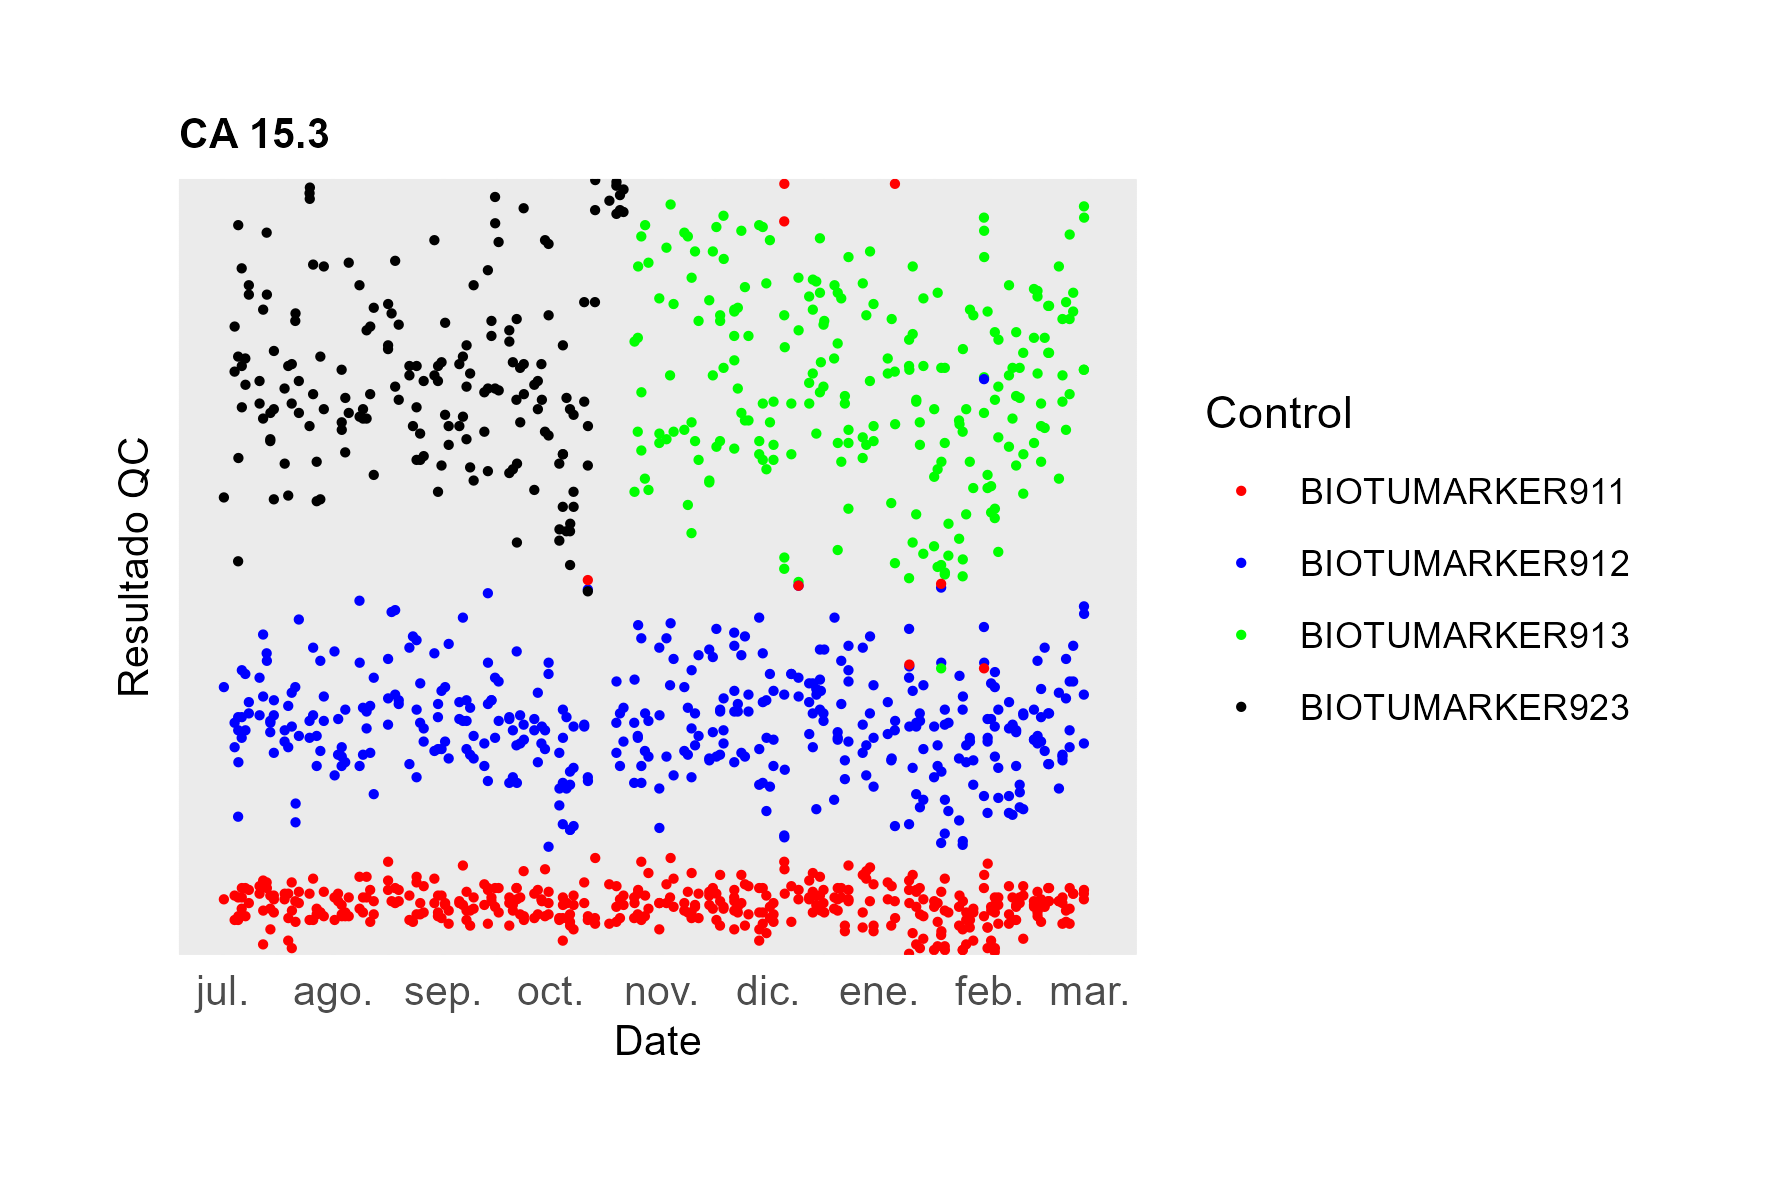 CA 15.3
Resultado QC
jul. ago. sep. oct. nov. dic. ene. feb. mar.
Date
Control
BIOTUMARKER911
BIOTUMARKER912
BIOTUMARKER913
BIOTUMARKER923